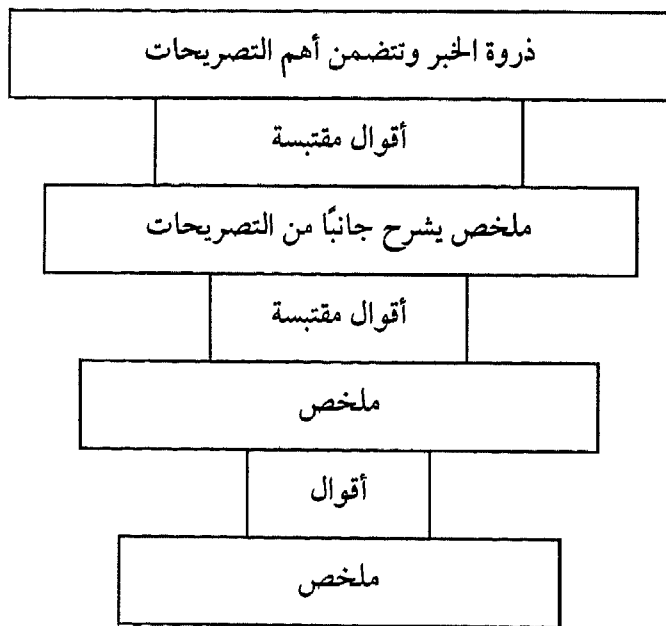 ذروة الخبر وتتضمن أهم التصريحات
أقوال مقتبسة
ملخص يشرح جانبًا من التصريحات
أقوال مقتبسة
ملخص
أقوال
ملخص